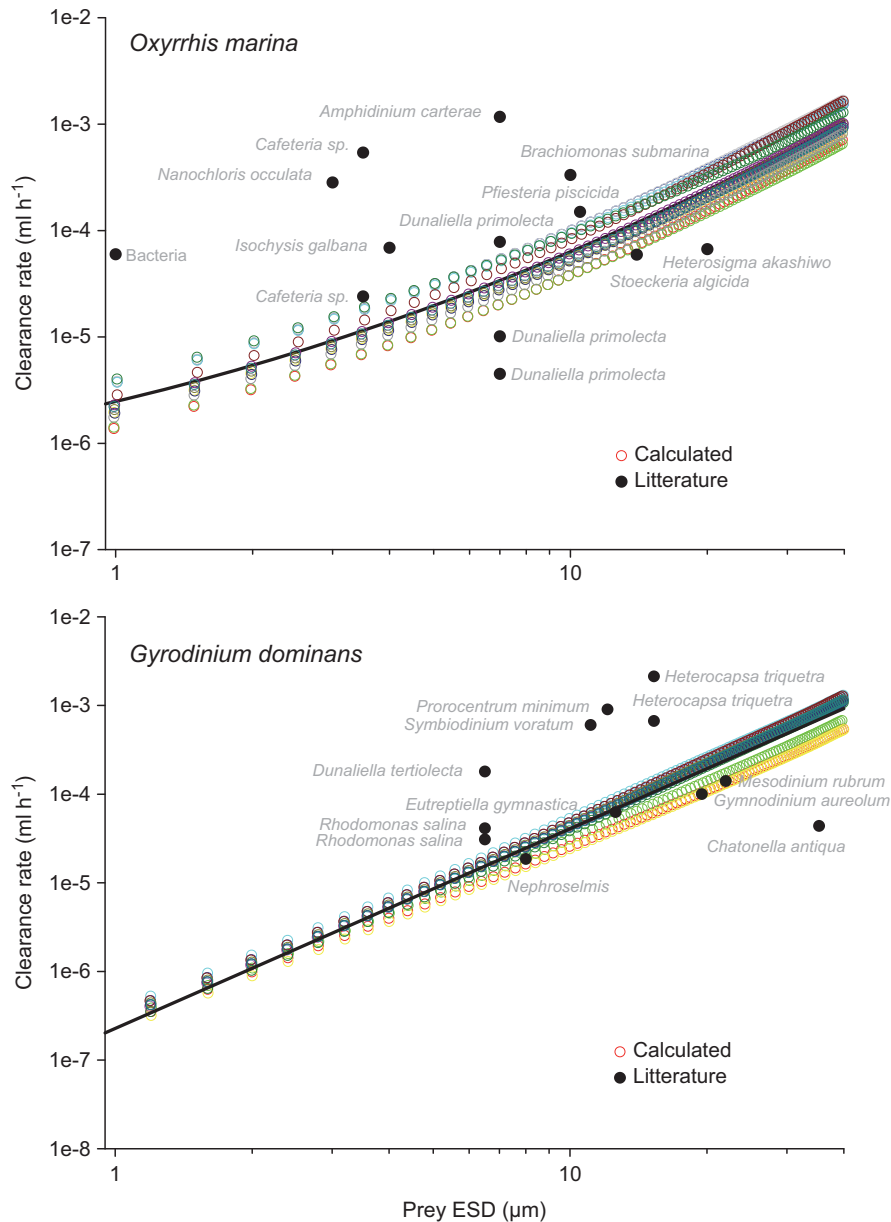 1e-2
Oxyrrhis marina
Amphidinium carterae
1e-3
Cafeteria sp.
Brachiomonas submarina
Nanochloris occulata
Pfiesteria piscicida
1e-4
Dunaliella primolecta
Isochysis galbana
Bacteria
Heterosigma akashiwo
Stoeckeria algicida
Cafeteria sp.
1e-5
Dunaliella primolecta
Dunaliella primolecta
1e-6
Calculated
Litterature
1e-7
1
10
Clearance rate (ml h⁻¹)
1e-2
Gyrodinium dominans
Heterocapsa triquetra
1e-3
Prorocentrum minimum
Heterocapsa triquetra
Symbiodinium voratum
Dunaliella tertiolecta
1e-4
Mesodinium rubrum
Eutreptiella gymnastica
Gymnodinium aureolum
Rhodomonas salina
Rhodomonas salina
Chatonella antiqua
1e-5
Nephroselmis
1e-6
1e-7
Calculated
Litterature
1e-8
1
10
Clearance rate (ml h⁻¹)
Prey ESD (µm)